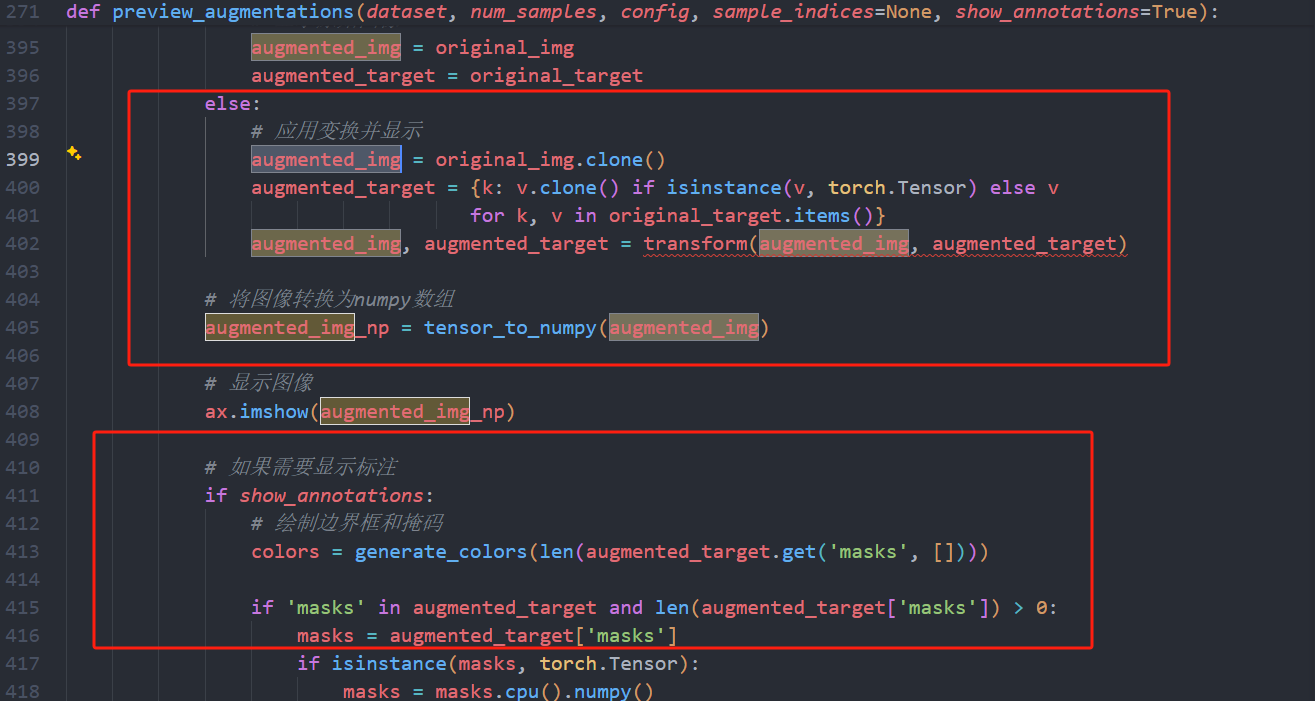 271 def preview_augmentations(dataset, num_samples, config, sample_indices=None, show_annotations=True):
395 augmented_img = original_img
396 augmented_target = original_target
397 else:
398 # 应用变换并显示
399 augmented_img = original_img.clone()
400 augmented_target = {k: v.clone() if isinstance(v, torch.Tensor) else v
401 for k, v in original_target.items()}
402 augmented_img, augmented_target = transform(augmented_img, augmented_target)
403
404 # 将图像转换为numpy数组
405 augmented_img_np = tensor_to_numpy(augmented_img)
406
407 # 显示图像
408 ax.imshow(augmented_img_np)
409
410 # 如果需要显示标注
411 if show_annotations:
412 # 绘制边界框和掩码
413 colors = generate_colors(len(augmented_target.get('masks', [])))
414
415 if 'masks' in augmented_target and len(augmented_target['masks']) > 0:
416 masks = augmented_target['masks']
417 if isinstance(masks, torch.Tensor):
418 masks = masks.cpu().numpy()